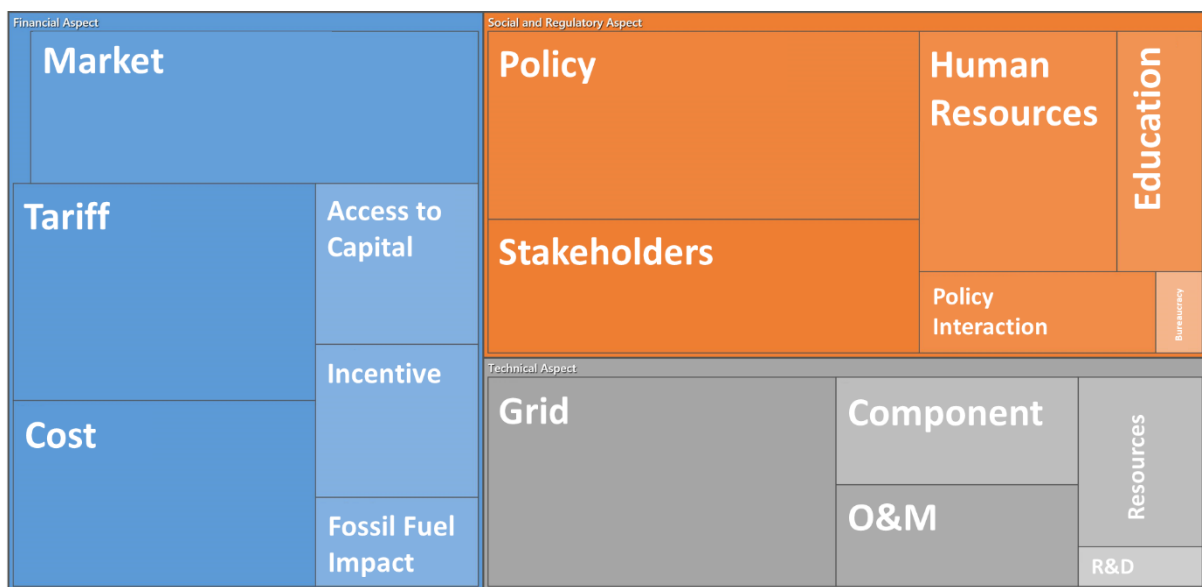 Financial Aspect
Market
Tariff
Access to
Capital
Cost
Incentive
Fossil Fuel
Impact
Social and Regulatory Aspect
Policy
Human
Resources
Education
Stakeholders
Policy
Interaction
Bureaucracy
Technical Aspect
Grid
Component
Resources
O&M
R&D